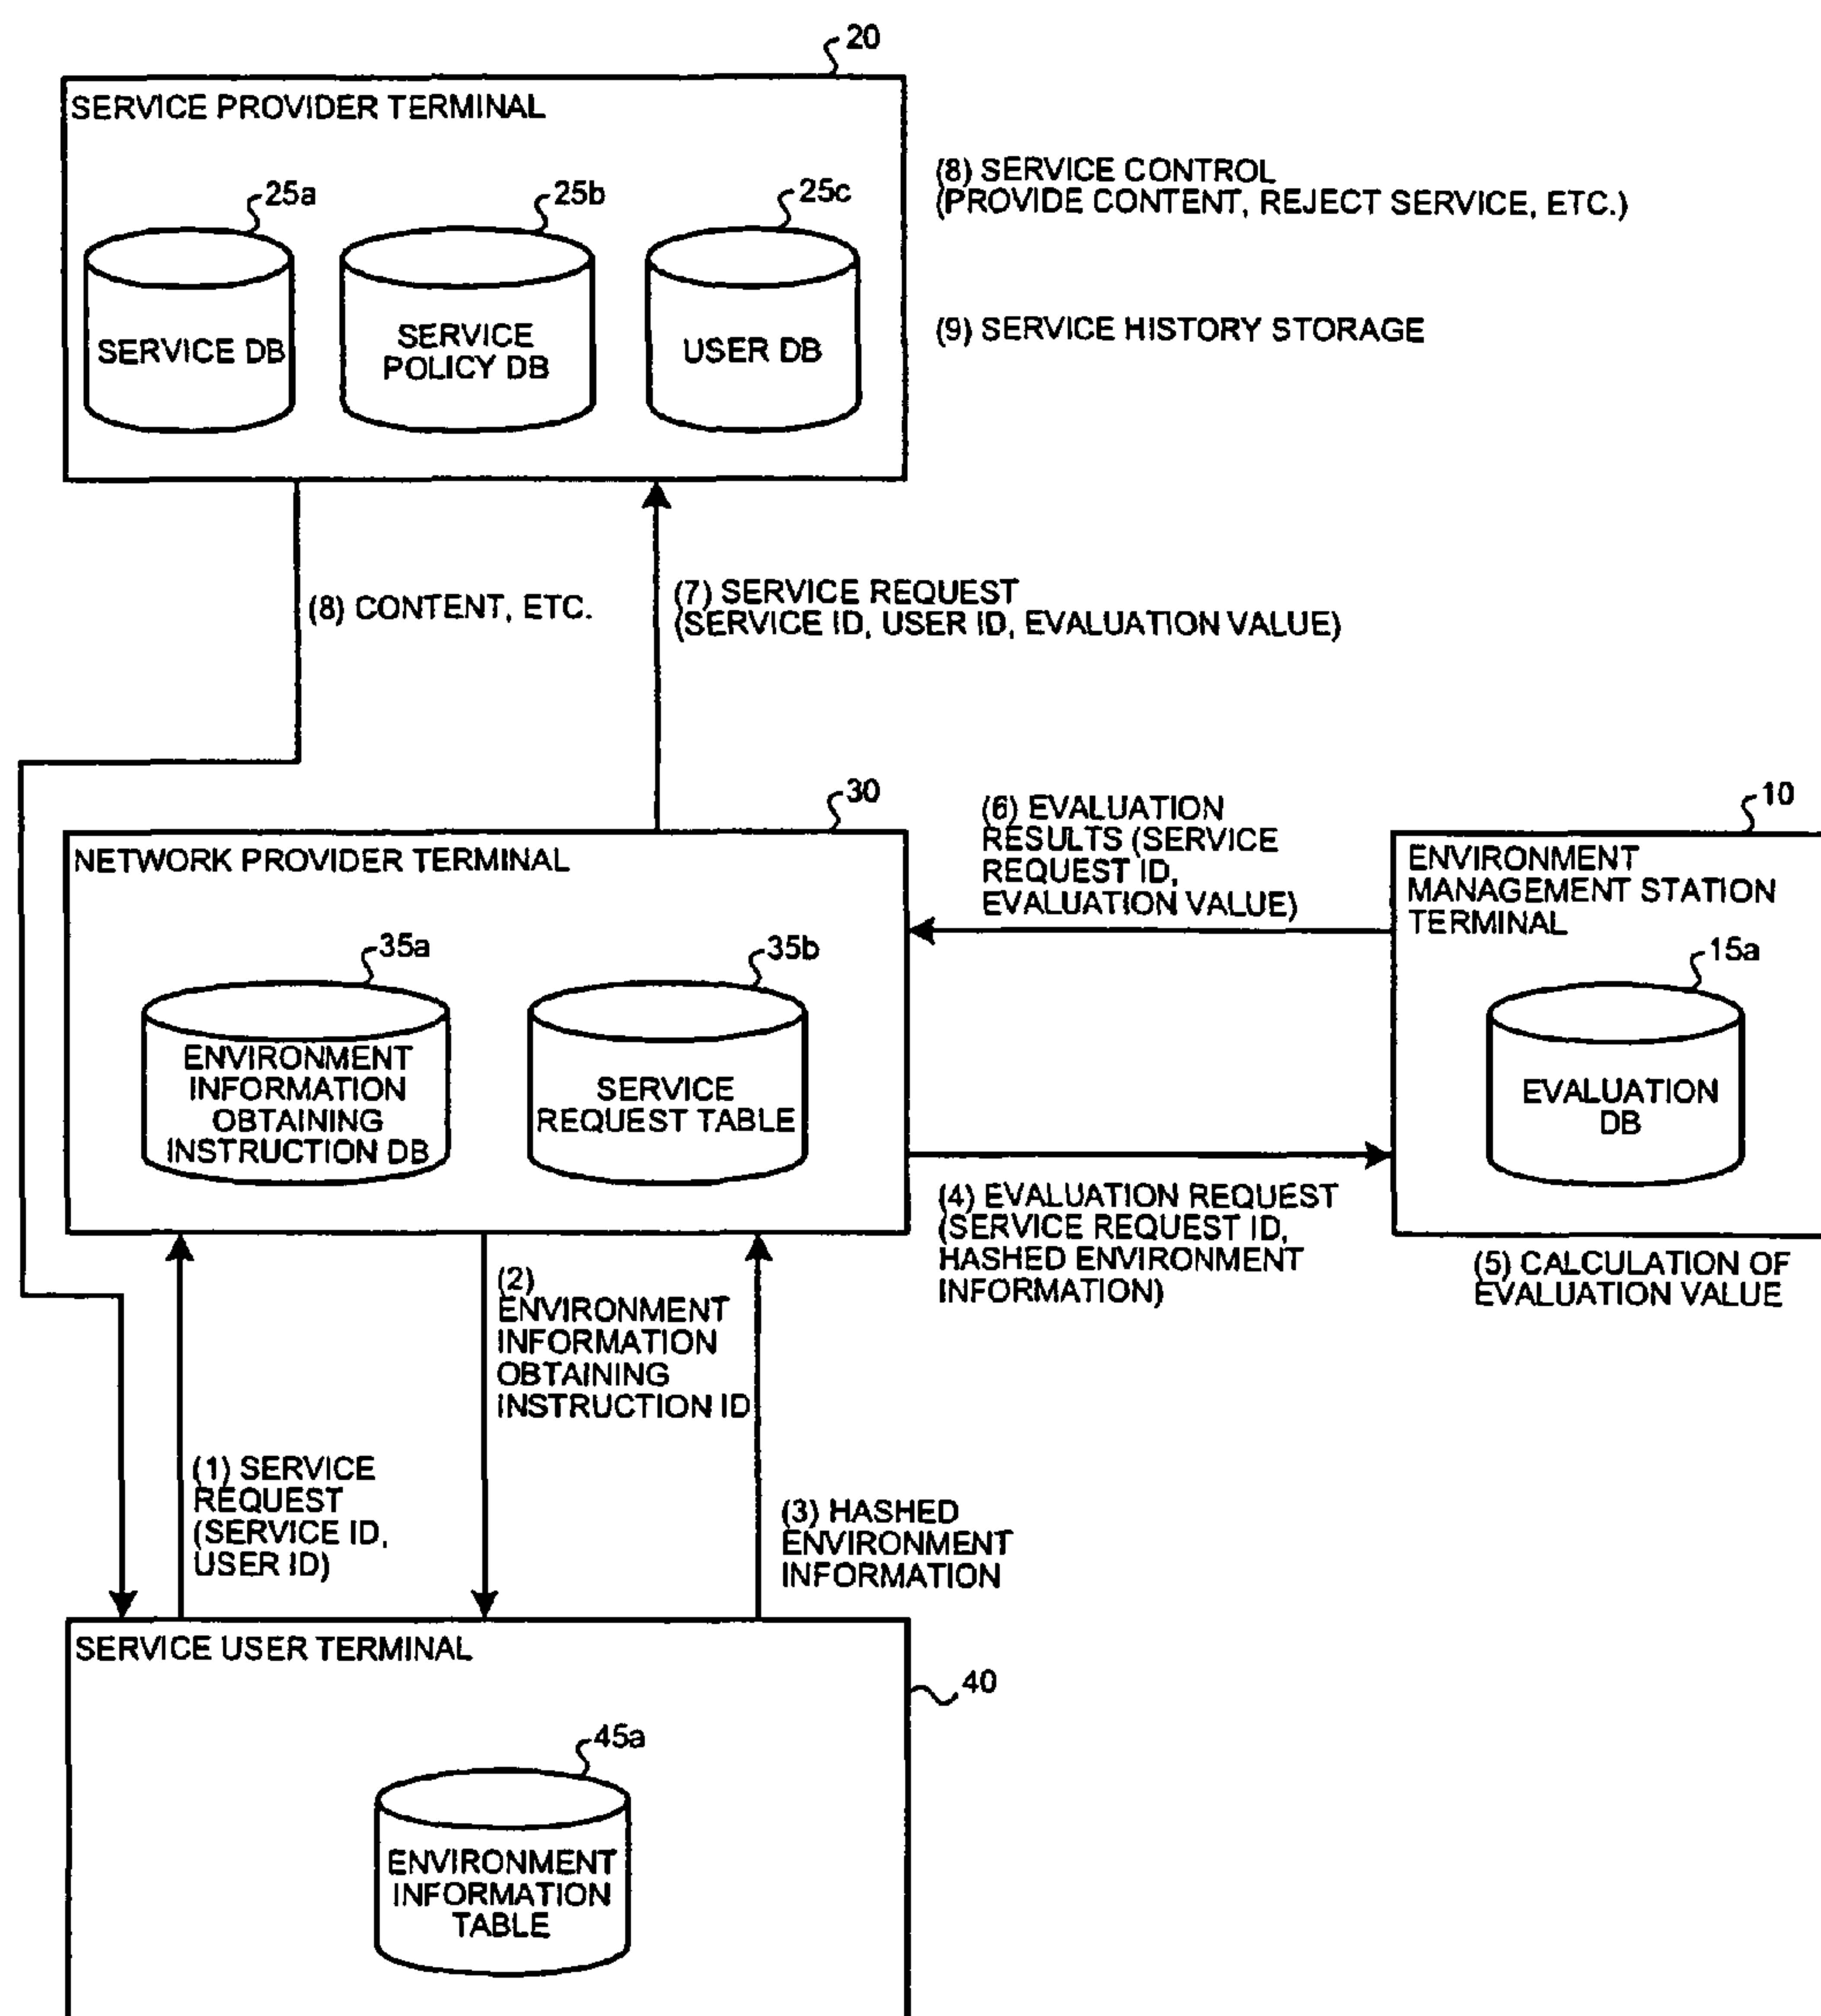 20
SERVICE PROVIDER TERMINAL
25a
25b
25c
SERVICE DB
SERVICE
POLICY DB
USER DB
(8) SERVICE CONTROL
(PROVIDE CONTENT, REJECT SERVICE, ETC.)
(9) SERVICE HISTORY STORAGE
(8) CONTENT, ETC.
(7) SERVICE REQUEST
(SERVICE ID, USER ID, EVALUATION VALUE)
30
NETWORK PROVIDER TERMINAL
35a
35b
ENVIRONMENT
INFORMATION
OBTAINING
INSTRUCTION DB
SERVICE
REQUEST TABLE
(6) EVALUATION
RESULTS (SERVICE
REQUEST ID,
EVALUATION VALUE)
10
ENVIRONMENT
MANAGEMENT STATION
TERMINAL
15a
EVALUATION
DB
(4) EVALUATION REQUEST
(SERVICE REQUEST ID,
HASHED ENVIRONMENT
INFORMATION)
(5) CALCULATION OF
EVALUATION VALUE
(2)
ENVIRONMENT
INFORMATION
OBTAINING
INSTRUCTION ID
(1) SERVICE
REQUEST
(SERVICE ID,
USER ID)
(3) HASHED
ENVIRONMENT
INFORMATION
SERVICE USER TERMINAL
40
45a
ENVIRONMENT
INFORMATION
TABLE